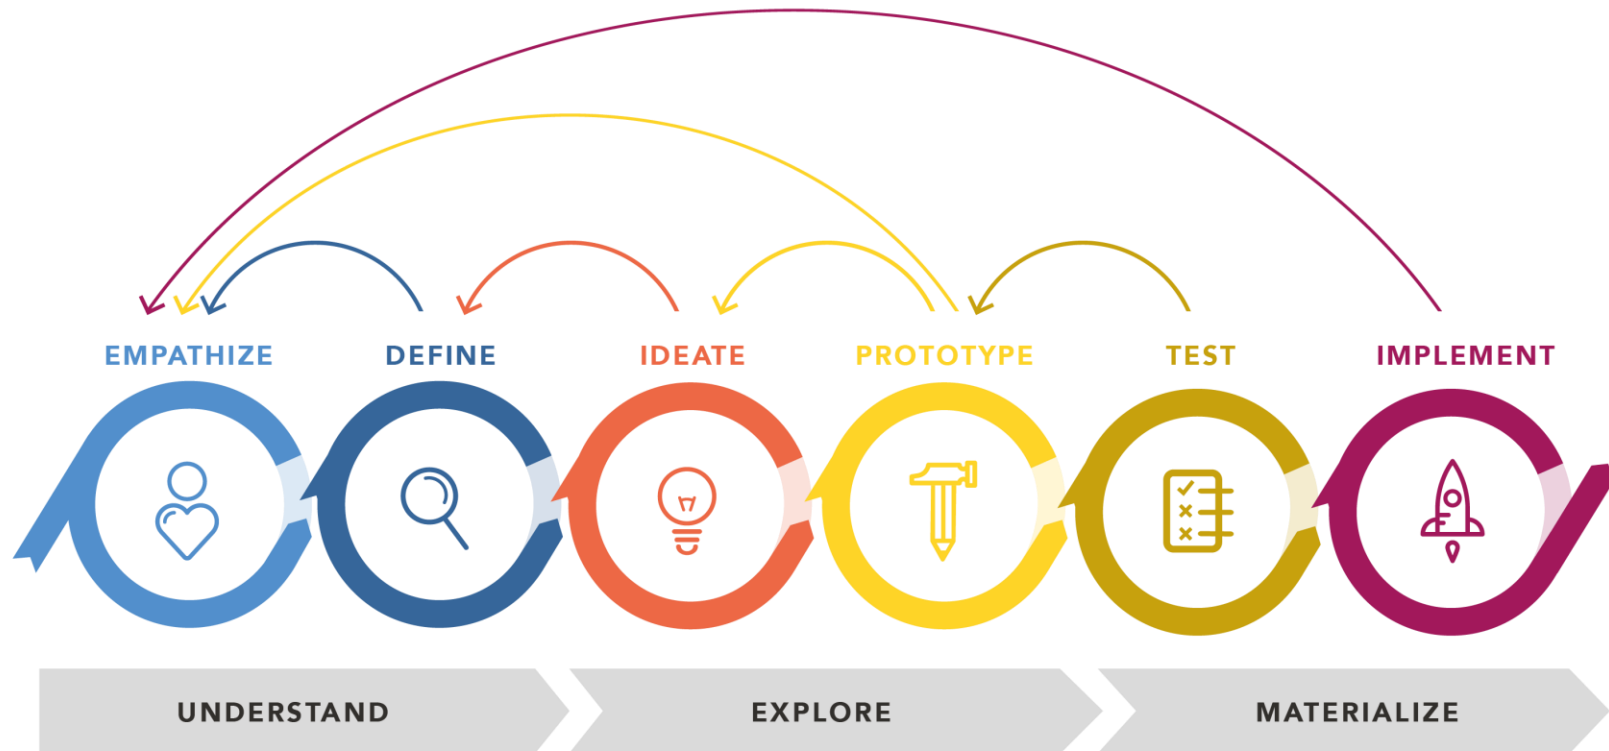 EMPATHIZE
DEFINE
IDEATE
PROTOTYPE
TEST
IMPLEMENT
UNDERSTAND
EXPLORE
MATERIALIZE